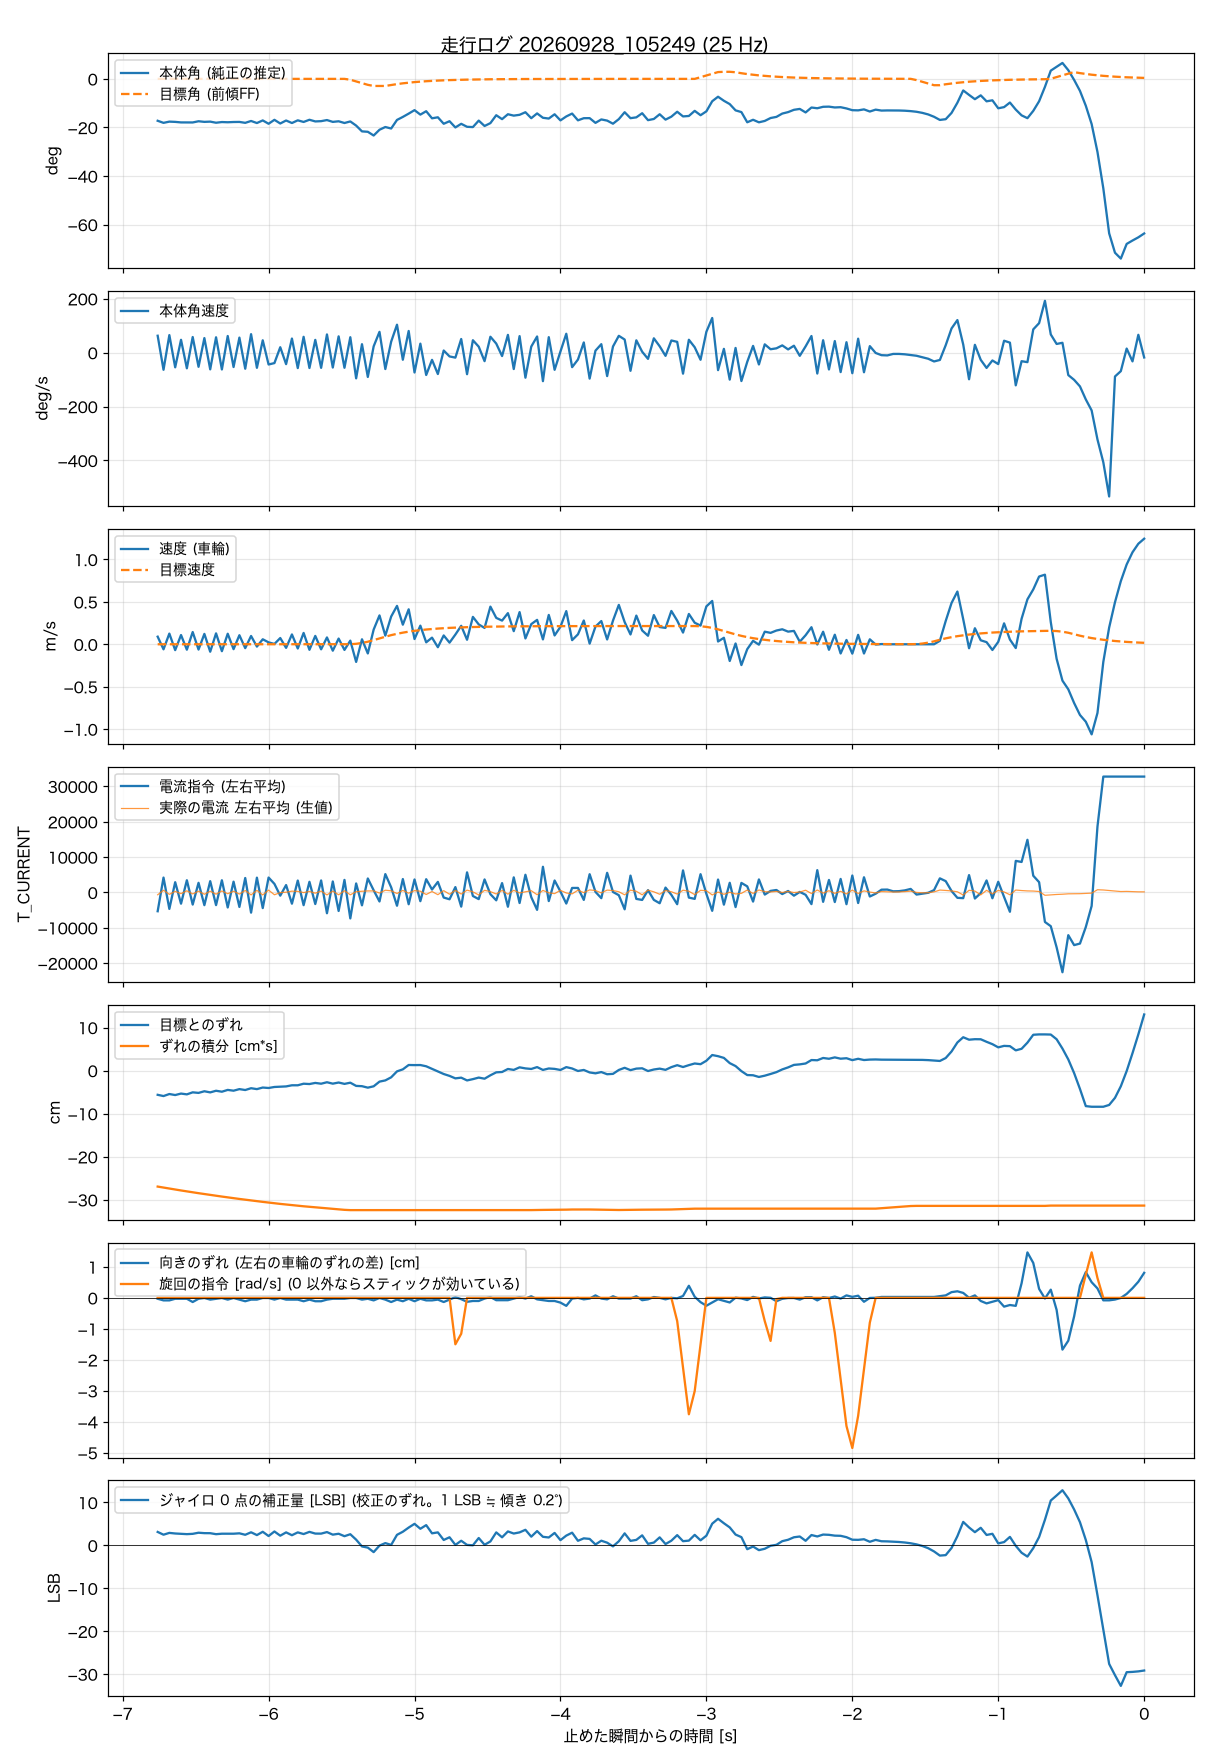 走行ログ 20260928_105249 (25 Hz)
本体角 (純正の推定)
目標角 (前傾FF)
0
−20
−40
−60
deg
本体角速度
200
0
−200
−400
deg/s
速度 (車輪)
目標速度
1.0
0.5
0.0
−0.5
−1.0
m/s
電流指令 (左右平均)
実際の電流 左右平均 (生値)
30000
20000
10000
0
−10000
−20000
T_CURRENT
目標とのずれ
ずれの積分 [cm*s]
10
0
−10
−20
−30
cm
向きのずれ (左右の車輪のずれの差) [cm]
旋回の指令 [rad/s] (0 以外ならスティックが効いている)
1
0
−1
−2
−3
−4
−5
ジャイロ 0 点の補正量 [LSB] (校正のずれ。1 LSB ≒ 傾き 0.2°)
10
0
−10
−20
−30
LSB
−7 −6 −5 −4 −3 −2 −1 0
止めた瞬間からの時間 [s]